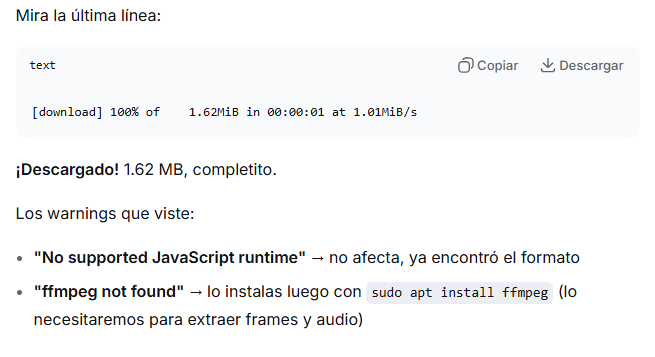 Mira la última línea:
text
Copiar
Descargar
[download] 100% of    1.62MiB in 00:00:01 at 1.01MiB/s
¡Descargado! 1.62 MB, completito.
Los warnings que viste:
• "No supported JavaScript runtime" → no afecta, ya encontró el formato
• "ffmpeg not found" → lo instalas luego con sudo apt install ffmpeg (lo
necesitaremos para extraer frames y audio)